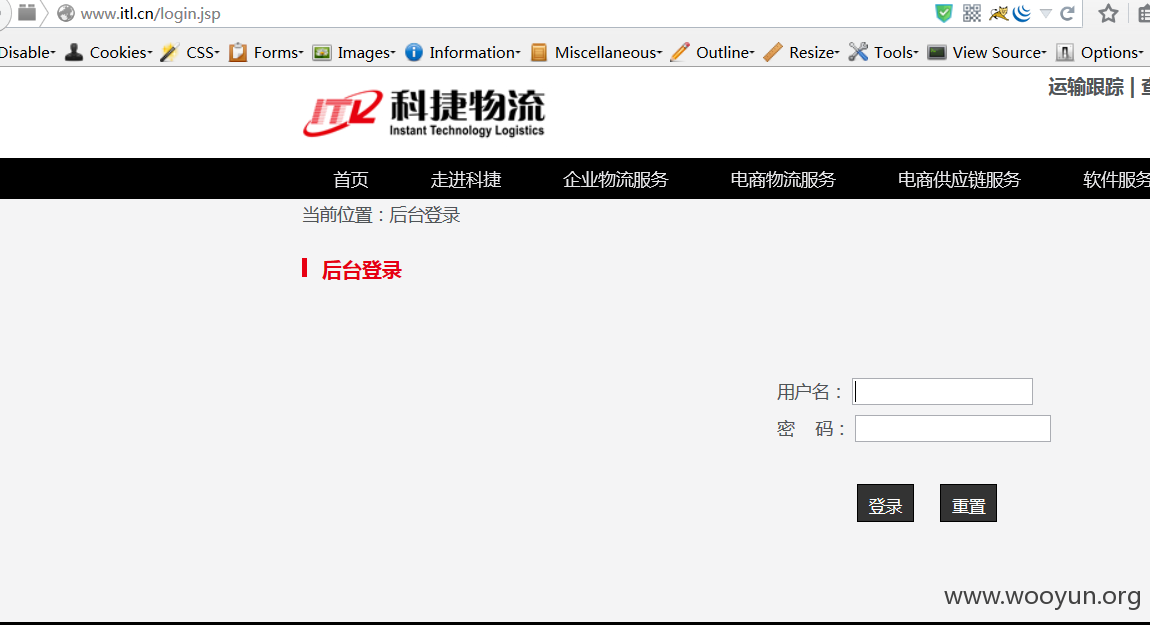 www.itl.cn/login.jsp
Disable Cookies CSS Forms Images Information Miscellaneous Outline Resize Tools View Source Options
运输跟踪 |
ITL 科捷物流
Instant Technology Logistics
首页 走进科捷 企业物流服务 电商物流服务 电商供应链服务 软件服务
当前位置：后台登录
后台登录
用户名：
密 码：
登录 重置
www.wooyun.org